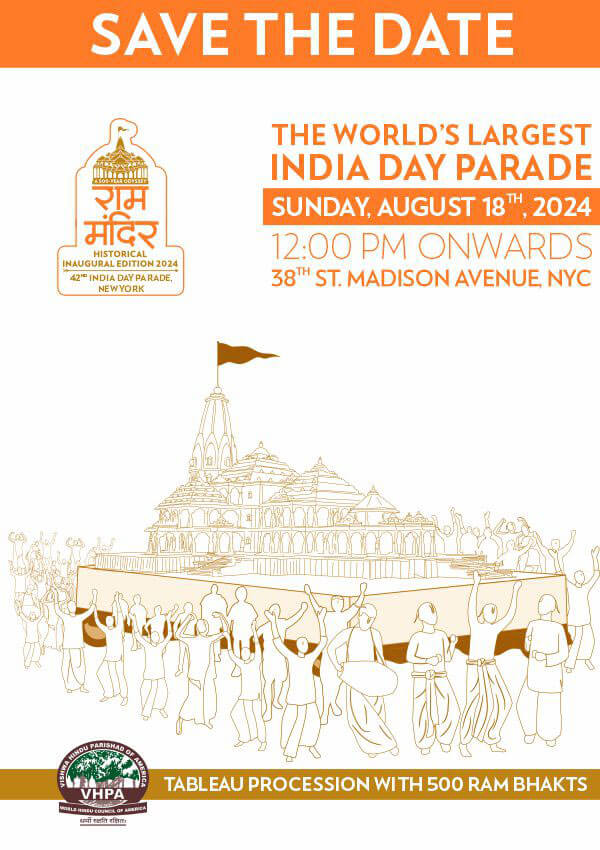 SAVE THE DATE
A 500-YEAR ODYSSEY
राम
मंदिर
HISTORICAL
INAUGURAL EDITION 2024
42ND INDIA DAY PARADE,
NEW YORK
THE WORLD'S LARGEST
INDIA DAY PARADE
SUNDAY, AUGUST 18TH, 2024
12:00 PM ONWARDS
38TH ST. MADISON AVENUE, NYC
VISHWA HINDU PARISHAD OF AMERICA
VHPA
WORLD HINDU COUNCIL OF AMERICA
धर्मो रक्षति रक्षितः
TABLEAU PROCESSION WITH 500 RAM BHAKTS